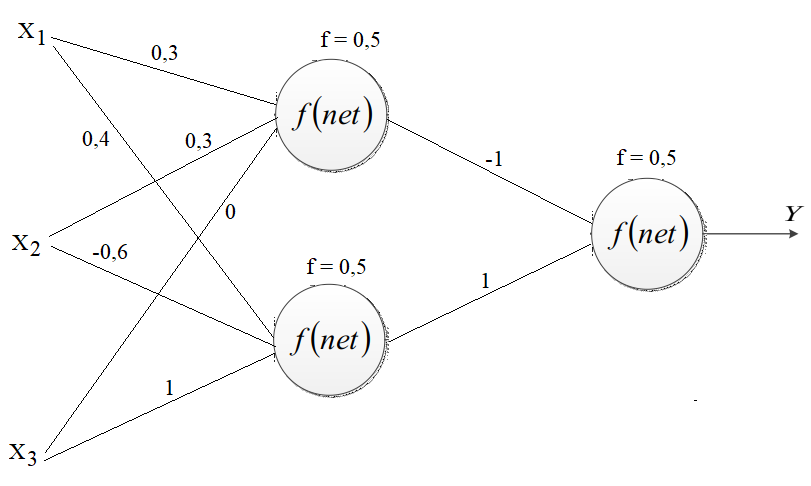 X1
0,3
f = 0,5
f(net)
0,4
0,3
-1
f = 0,5
0
f(net)
Y
X2
-0,6
f = 0,5
1
f(net)
1
X3